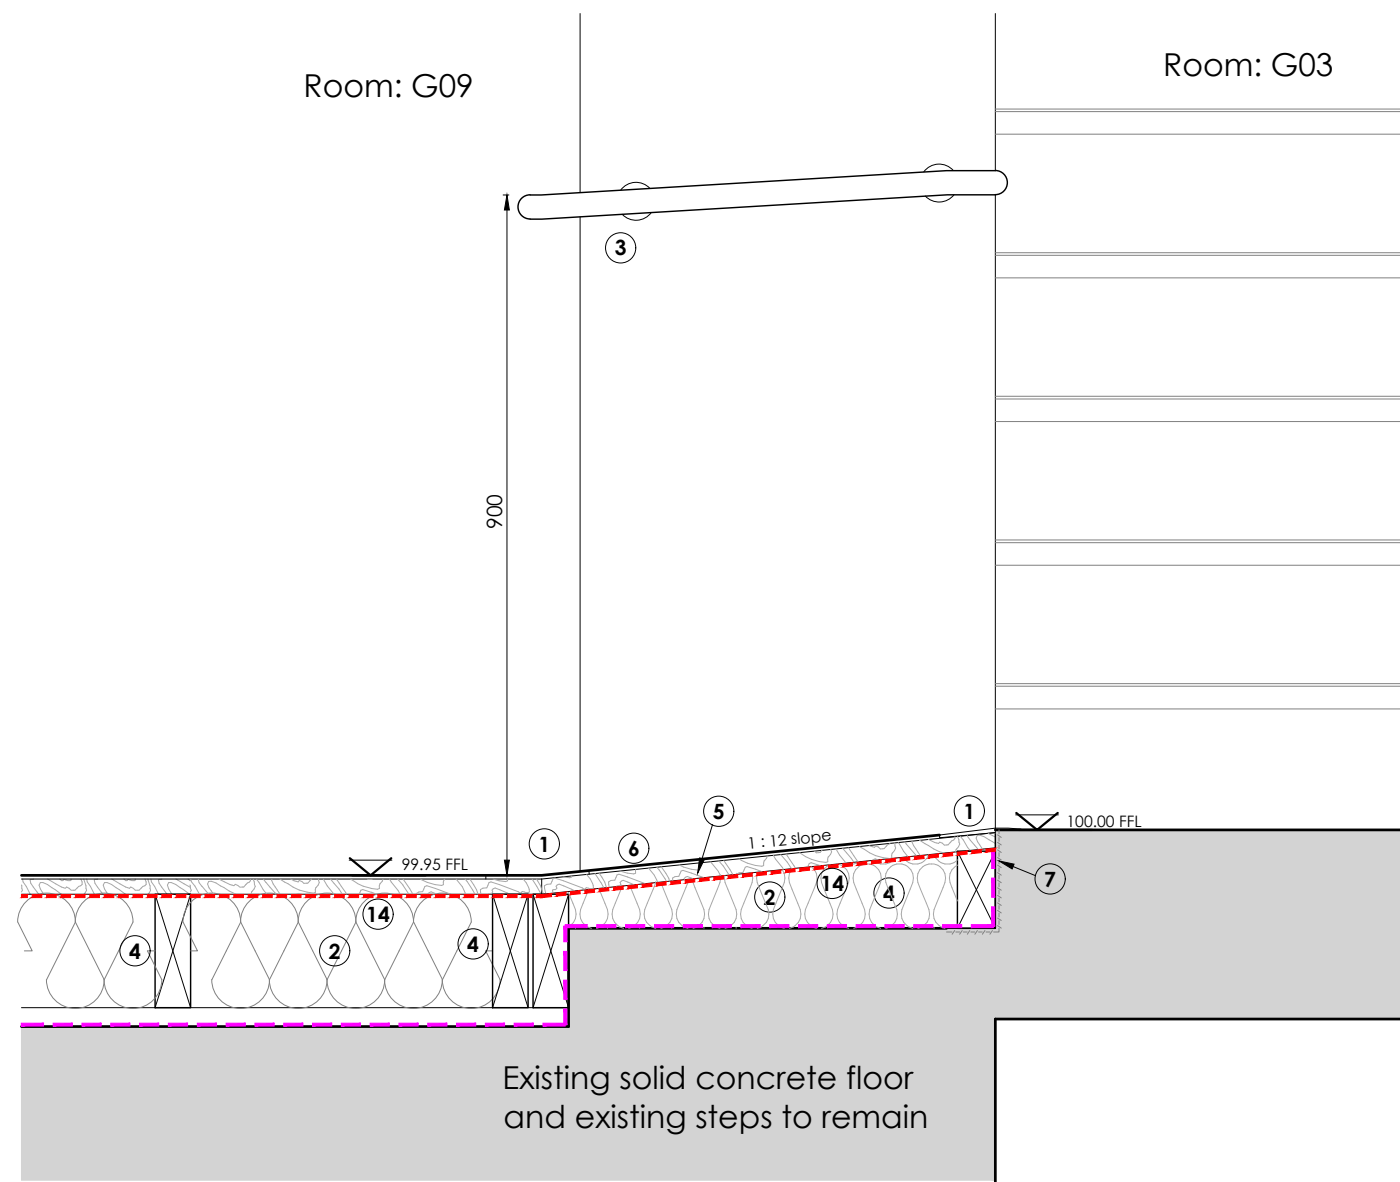 Room: G09
Room: G03
3
900
5
1
100.00 FFL
1
6
1 : 12 slope
99.95 FFL
7
14
2
4
14
4
2
4
Existing solid concrete floor
and existing steps to remain